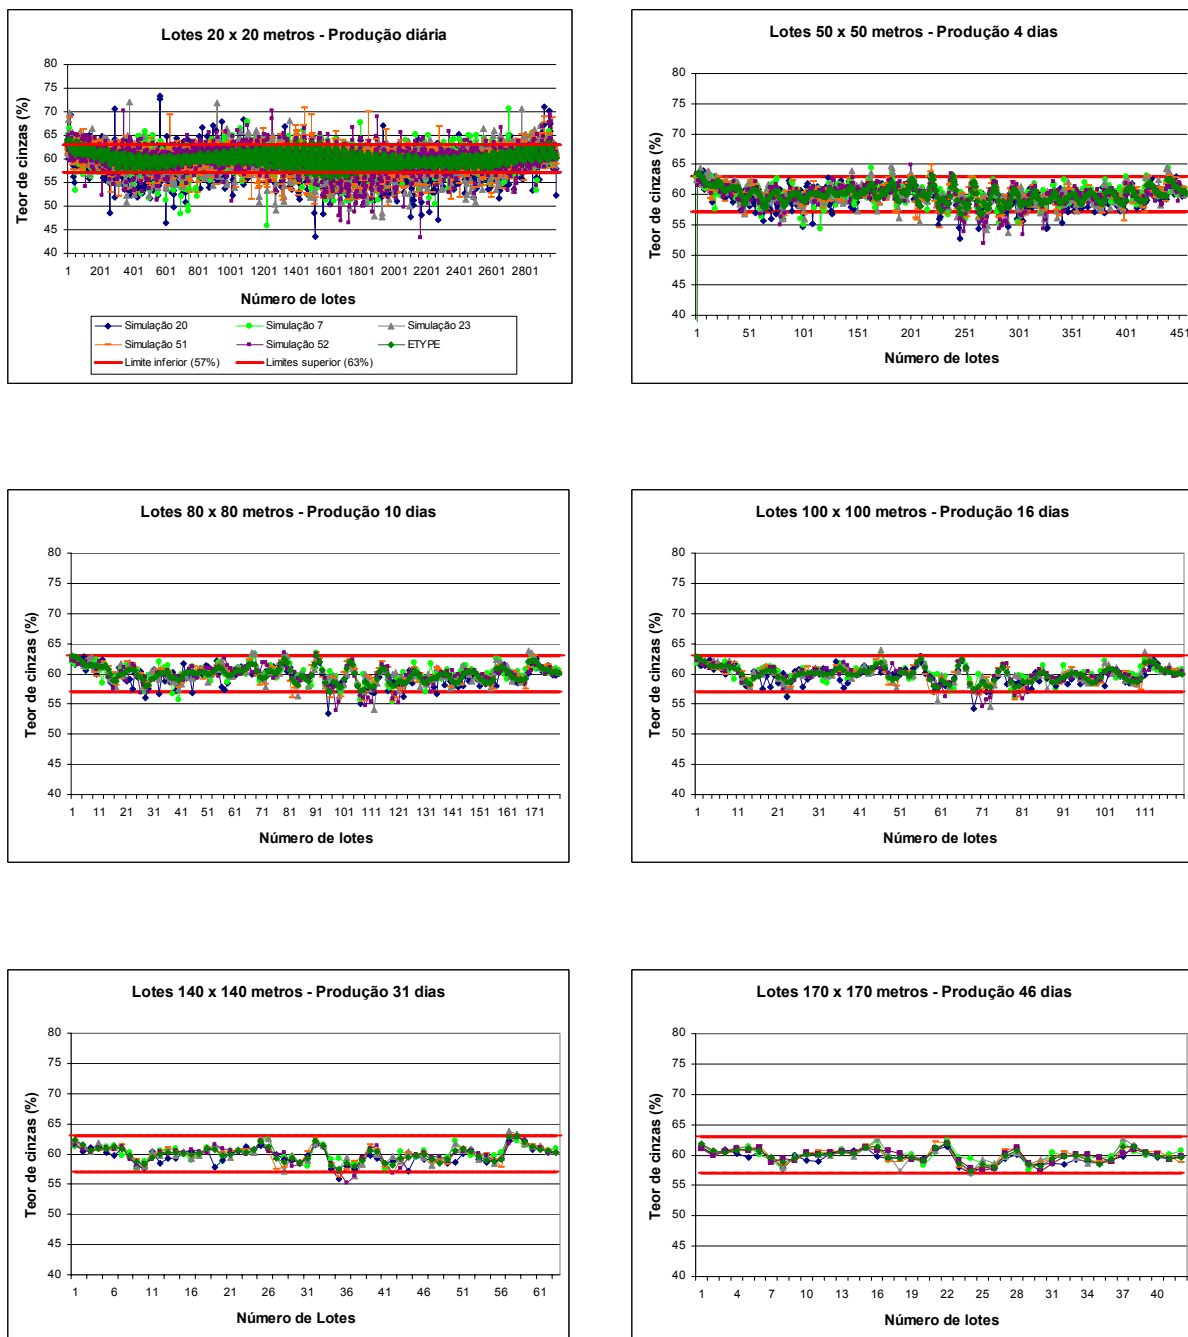 Lotes 20 x 20 metros - Produção diária
Teor de cinzas (%)
80
75
70
65
60
55
50
45
40
1 201 401 601 801 1001 1201 1401 1601 1801 2001 2201 2401 2601 2801
Número de lotes
Simulação 20 Simulação 7 Simulação 23
Simulação 51 Simulação 52 ETYPE
Limite inferior (57%) Limites superior (63%)
Lotes 50 x 50 metros - Produção 4 dias
Teor de cinzas (%)
80
75
70
65
60
55
50
45
40
1 51 101 151 201 251 301 351 401 451
Número de lotes
Lotes 80 x 80 metros - Produção 10 dias
Teor de cinzas (%)
80
75
70
65
60
55
50
45
40
1 11 21 31 41 51 61 71 81 91 101 111 121 131 141 151 161 171
Número de lotes
Lotes 100 x 100 metros - Produção 16 dias
Teor de cinzas (%)
80
75
70
65
60
55
50
45
40
1 11 21 31 41 51 61 71 81 91 101 111
Número de lotes
Lotes 140 x 140 metros - Produção 31 dias
Teor de cinzas (%)
80
75
70
65
60
55
50
45
40
1 6 11 16 21 26 31 36 41 46 51 56 61
Número de Lotes
Lotes 170 x 170 metros - Produção 46 dias
Teor de cinzas (%)
80
75
70
65
60
55
50
45
40
1 4 7 10 13 16 19 22 25 28 31 34 37 40
Número de lotes